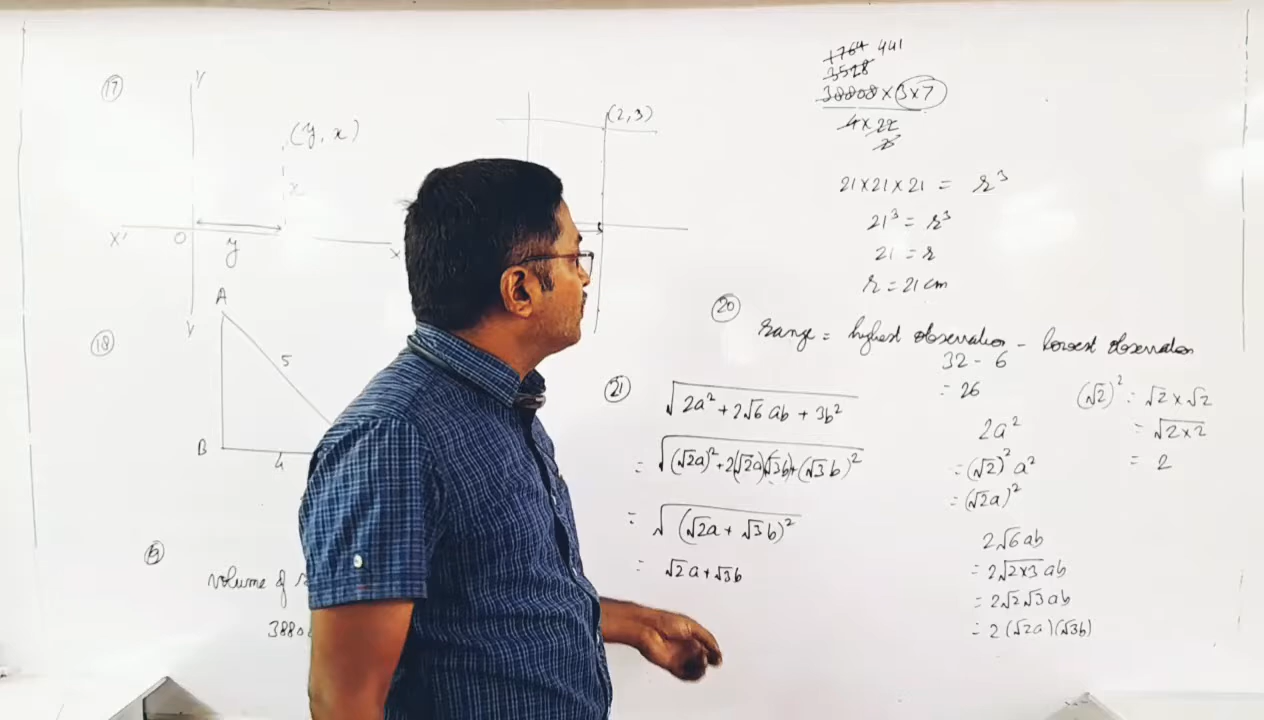 17
Y
(y, x)
x
X'
O
y
X
Y
(2,3)
18
A
5
B
4
19
volume of
3880
1764 441
3528
38808 × 3×7
4×22
21×21×21 = r³
21³ = r³
21 = r
r = 21 cm
20
range = highest observation - lowest observation
32 - 6
= 26
21
√(2a² + 2√6 ab + 3b²)
= √((√2a)² + 2(√2a)(√3b) + (√3b)²)
= √((√2a + √3b)²)
= √2a + √3b
2a²
= (√2)² a²
= (√2a)²
2√6ab
= 2√(2×3) ab
= 2√2√3ab
= 2(√2a)(√3b)
(√2)² = √2 × √2
= √(2×2)
= 2